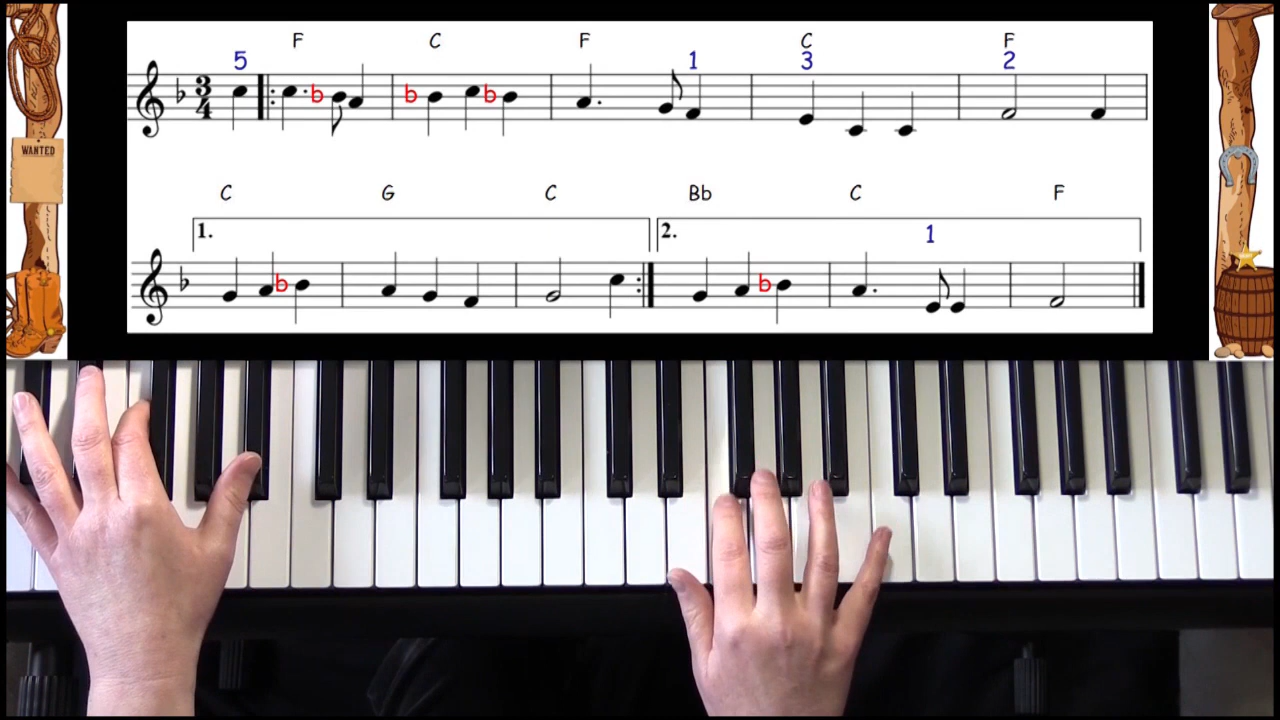 F C F C F
5 1 3 2
3
4
b b b
WANTED
C G C Bb C F
1. 2. 1
b b